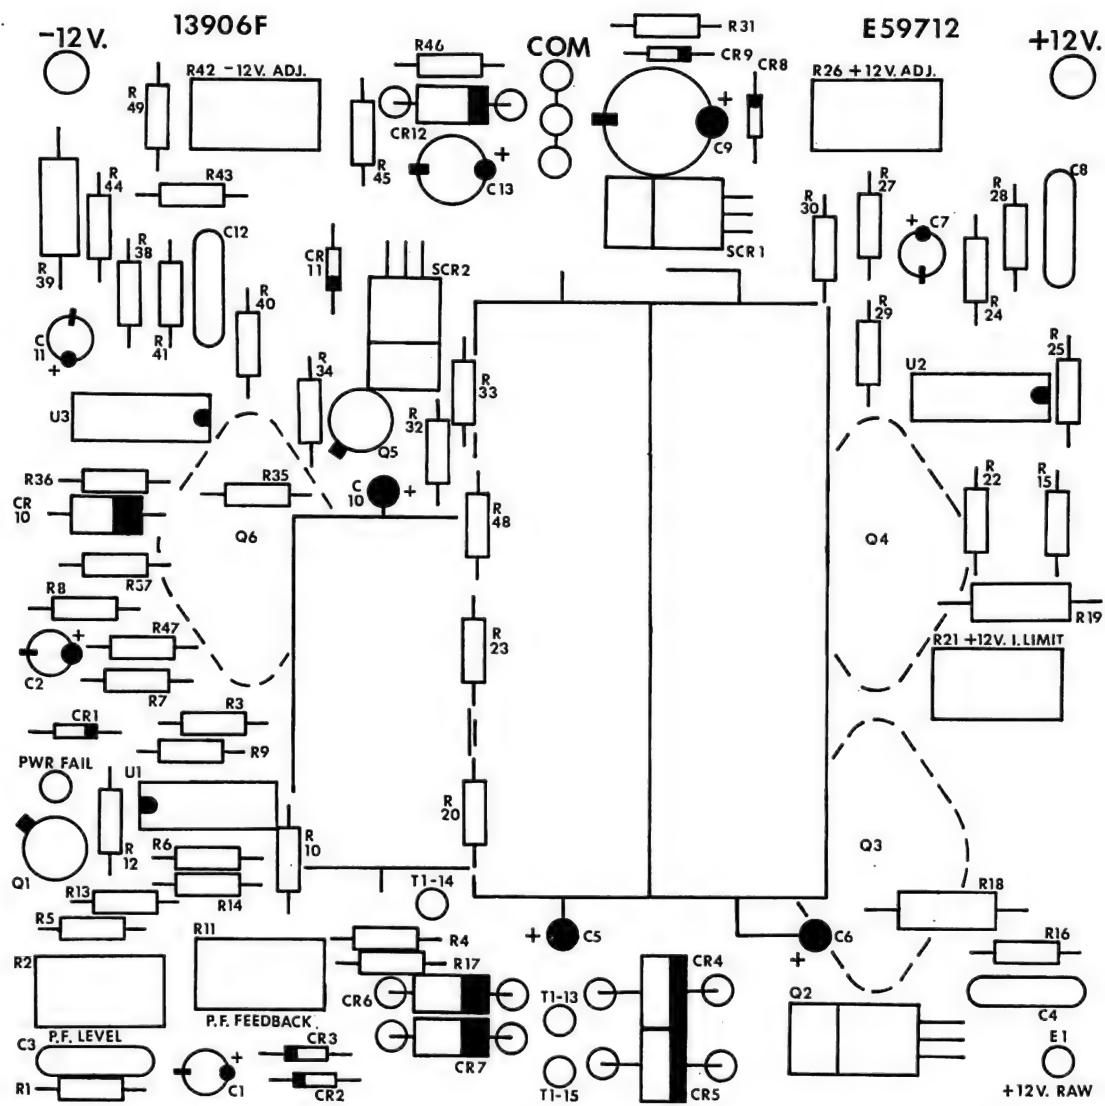 13906F
E59712
-12V.
+12V.
COM
R31
R46
CR9
CR8
R42 -12V. ADJ.
R26 +12V. ADJ.
R
49
CR12
+
C9
R
45
+
C13
R
44
R43
R
27
R
28
C8
R
30
+
C7
SCR1
R
39
R
38
R
41
C12
CR
11
SCR2
R
40
R
24
R
29
C
11
+
R
34
R
33
U2
R
25
U3
R
32
Q5
R36
R35
C
10
+
R
22
R
15
CR
10
Q6
R
48
Q4
R37
R8
R19
R47
+
C2
R
23
R21 +12V. I. LIMIT
R7
R3
CR1
R9
PWR FAIL
U1
R
20
R
12
R6
R
10
Q3
Q1
T1-14
R13
R14
R18
R5
R11
R4
+
C5
C6
+
R16
R2
R17
CR4
CR6
T1-13
Q2
P.F. FEEDBACK
C4
P.F. LEVEL
E1
C3
+
CR3
CR7
R1
C1
CR2
T1-15
CR5
+12V. RAW